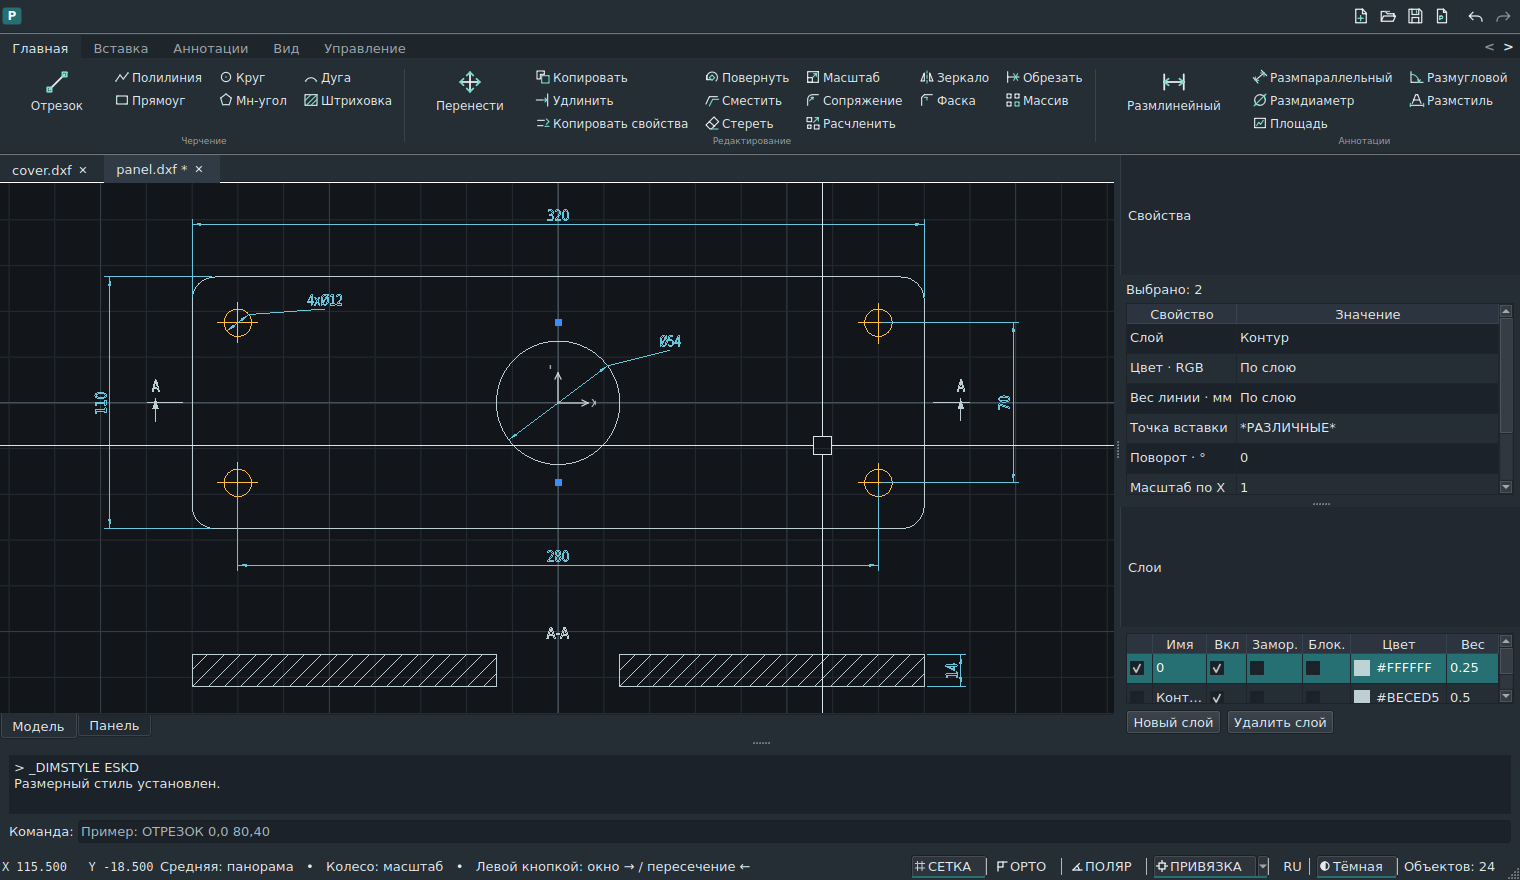 P
Главная Вставка Аннотации Вид Управление < >
Отрезок
Полилиния Круг Дуга
Прямоуг Мн-угол Штриховка
Черчение
Перенести
Копировать
Удлинить
Копировать свойства
Повернуть Масштаб Зеркало Обрезать
Сместить Сопряжение Фаска Массив
Стереть Расчленить
Редактирование
Размлинейный
Размпараллельный Размугловой
Размдиаметр Размстиль
Площадь
Аннотации
cover.dxf × panel.dxf * ×
320
4xØ12
Ø54
A A
110
70
X
280
A-A
14
Модель Панель
Свойства
Выбрано: 2
Свойство Значение
Слой Контур
Цвет · RGB По слою
Вес линии · мм По слою
Точка вставки *РАЗЛИЧНЫЕ*
Поворот · ° 0
Масштаб по X 1
Слои
Имя Вкл Замор. Блок. Цвет Вес
0 #FFFFFF 0.25
Конт... #BECED5 0.5
Новый слой Удалить слой
> _DIMSTYLE ESKD
Размерный стиль установлен.
Команда: Пример: ОТРЕЗОК 0,0 80,40
X 115.500 Y -18.500 Средняя: панорама • Колесо: масштаб • Левой кнопкой: окно → / пересечение ← СЕТКА ОРТО ПОЛЯР ПРИВЯЗКА RU Тёмная Объектов: 24